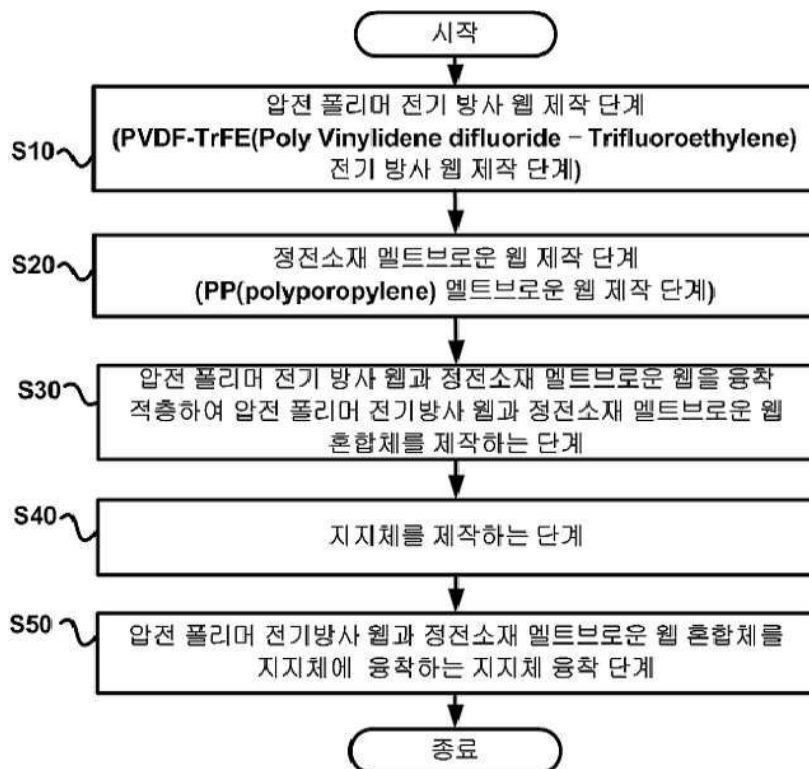 시작
압전 폴리머 전기 방사 웹 제작 단계
(PVDF-TrFE(Poly Vinylidene difluoride – Trifluoroethylene)
전기 방사 웹 제작 단계)
S10
정전소재 멜트브로운 웹 제작 단계
(PP(polyporopylene) 멜트브로운 웹 제작 단계)
S20
압전 폴리머 전기 방사 웹과 정전소재 멜트브로운 웹을 융착
적층하여 압전 폴리머 전기방사 웹과 정전소재 멜트브로운 웹
혼합체를 제작하는 단계
S30
지지체를 제작하는 단계
S40
압전 폴리머 전기방사 웹과 정전소재 멜트브로운 웹 혼합체를
지지체에 융착하는 지지체 융착 단계
S50
종료